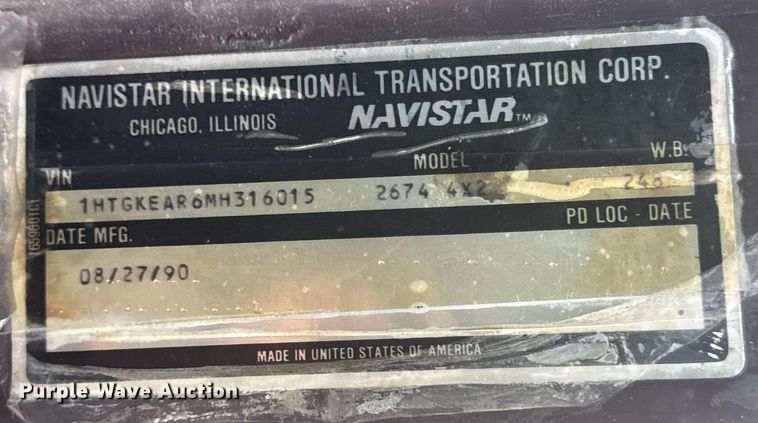 NAVISTAR INTERNATIONAL TRANSPORTATION CORP.
CHICAGO, ILLINOIS NAVISTAR™
VIN MODEL W.B.
1HTGKEAR6MH316015 2674 4X2
DATE MFG. PD LOC - DATE
08/27/90
MADE IN UNITED STATES OF AMERICA
Purple Wave Auction